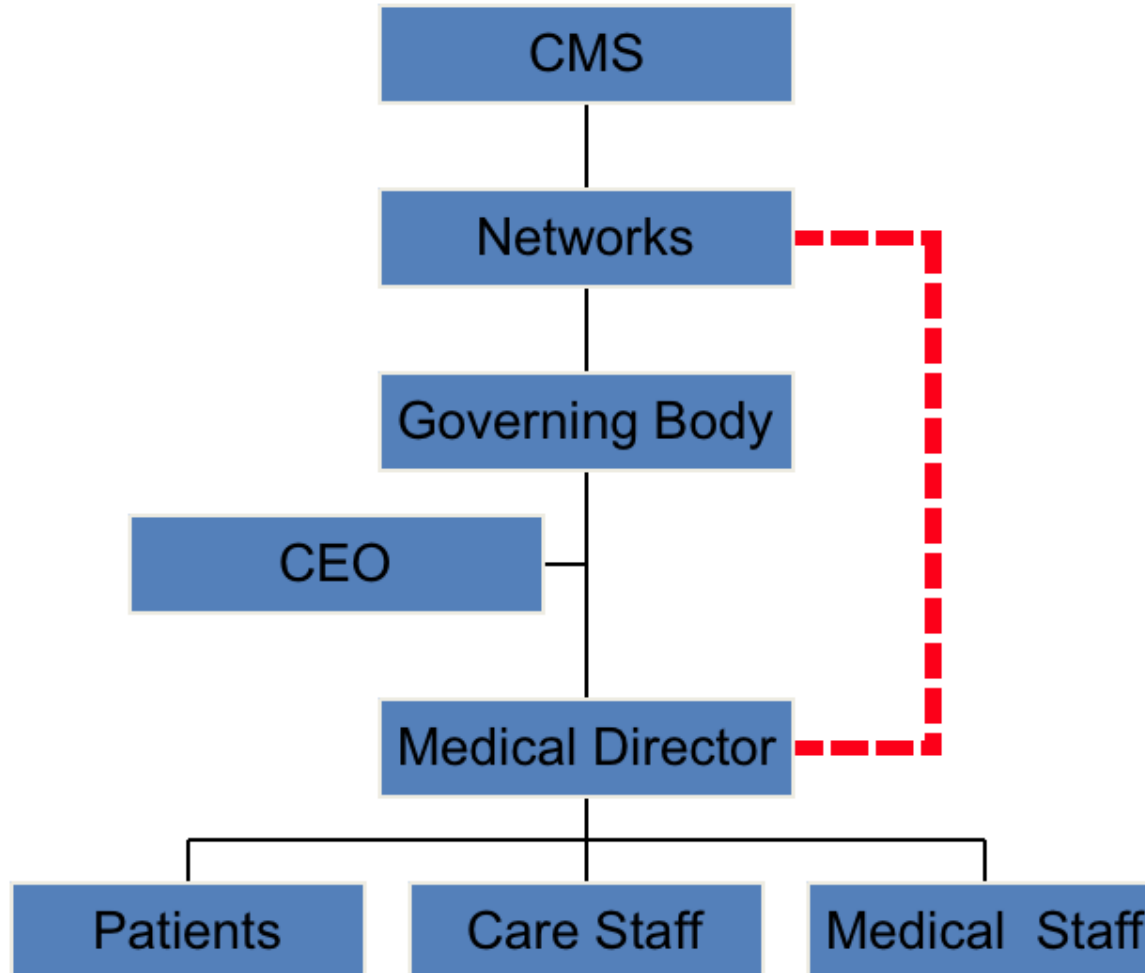 CMS
Networks
Governing Body
CEO
Medical Director
Patients
Care Staff
Medical  Staff